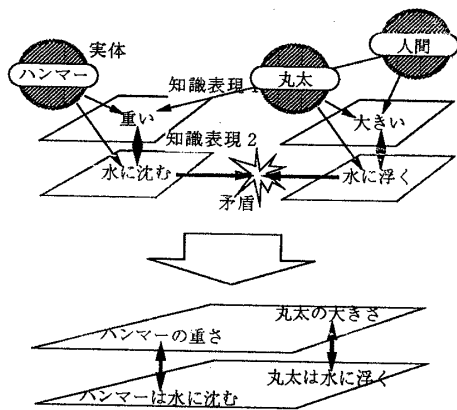 実体
ハンマー
人間
丸太
知識表現1
重い
大きい
知識表現2
水に沈む
水に浮く
矛盾
ハンマーの重さ
丸太の大きさ
ハンマーは水に沈む
丸太は水に浮く